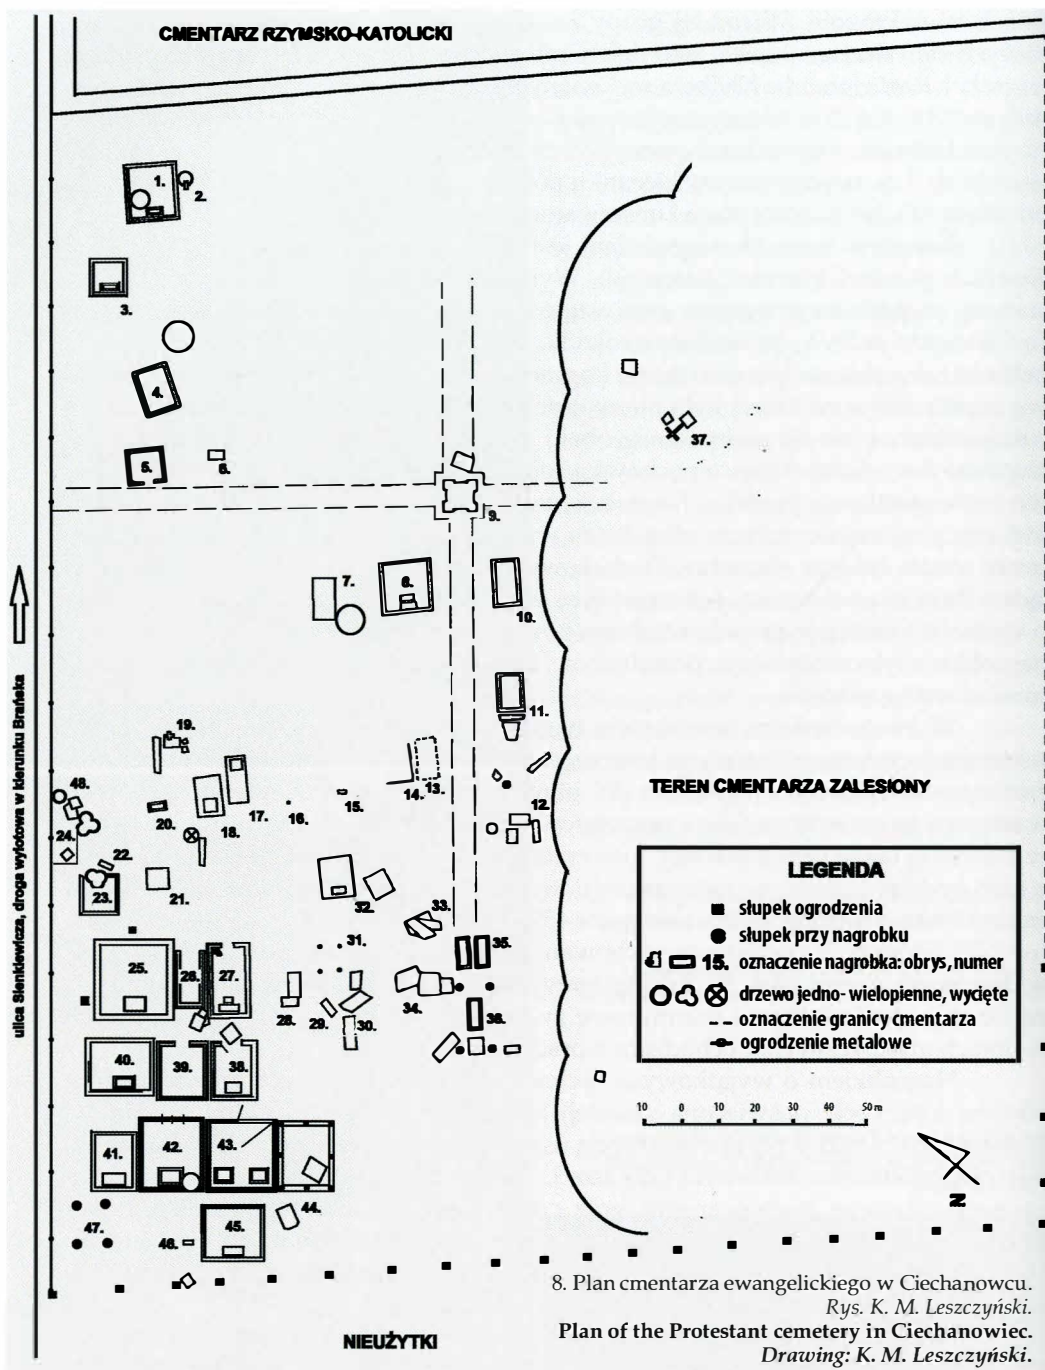 CMENTARZ RZYMSKO-KATOLICKI
1.
2.
3.
4.
5.
6.
9.
7.
8.
10.
11.
19.
48.
24.
20.
18.
17.
16.
15.
14.
13.
12.
22.
23.
21.
32.
33.
31.
35.
25.
26.
27.
28.
29.
30.
34.
36.
40.
39.
38.
41.
42.
43.
44.
45.
46.
47.
37.
ulica Sienkiewicza, droga wylotowa w kierunku Brańska
TEREN CMENTARZA ZALESIONY
LEGENDA
słupek ogrodzenia
słupek przy nagrobku
15. oznaczenie nagrobka: obrys, numer
drzewo jedno- wielopienne, wycięte
oznaczenie granicy cmentarza
ogrodzenie metalowe
10 0 10 20 30 40 50 m
N
NIEUŻYTKI
8. Plan cmentarza ewangelickiego w Ciechanowcu.
Rys. K. M. Leszczyński.
Plan of the Protestant cemetery in Ciechanowiec.
Drawing: K. M. Leszczyński.